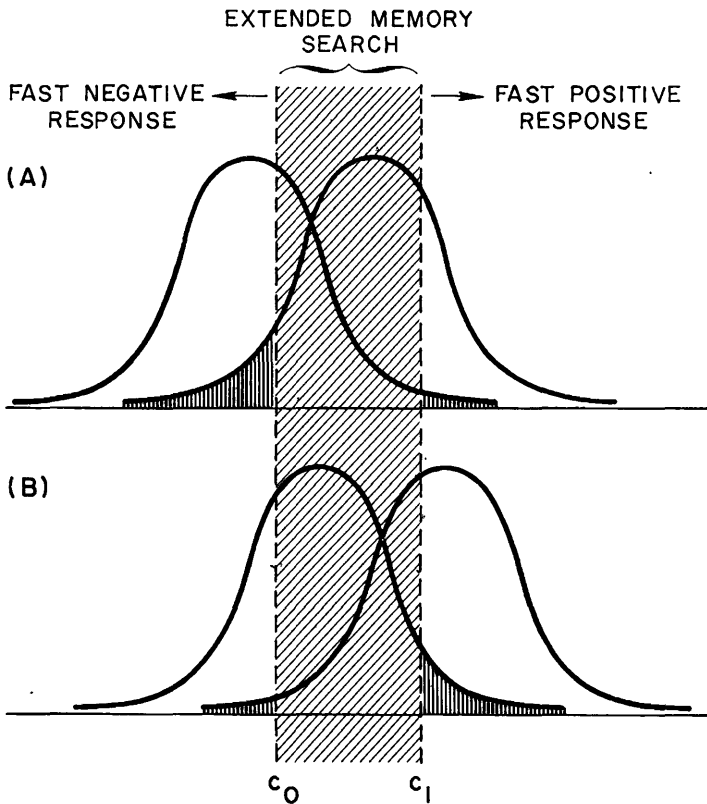 EXTENDED MEMORY
SEARCH
FAST NEGATIVE
RESPONSE
FAST POSITIVE
RESPONSE
(A)
(B)
c0
c1